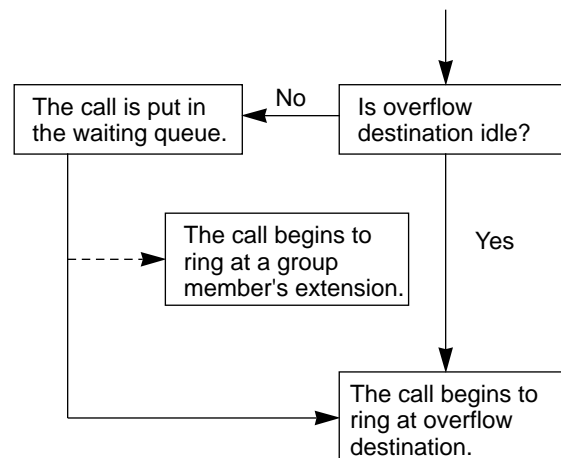 No
The call is put in
the waiting queue.
Is overflow
destination idle?
Yes
The call begins to
ring at a group
member's extension.
The call begins to
ring at overflow
destination.